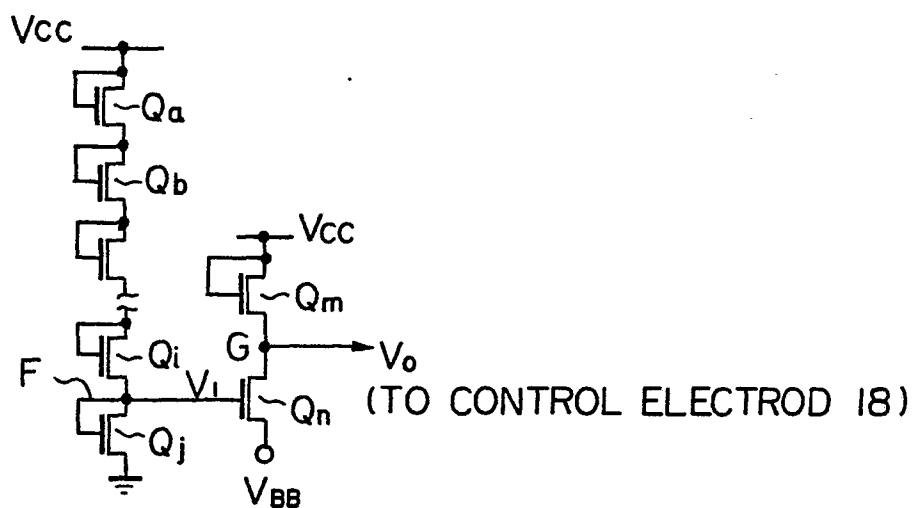 Vcc
Qa
Qb
Vcc
Qm
Qi
G
Vo
F
V1
Qn
(TO CONTROL ELECTROD 18)
Qj
VBB